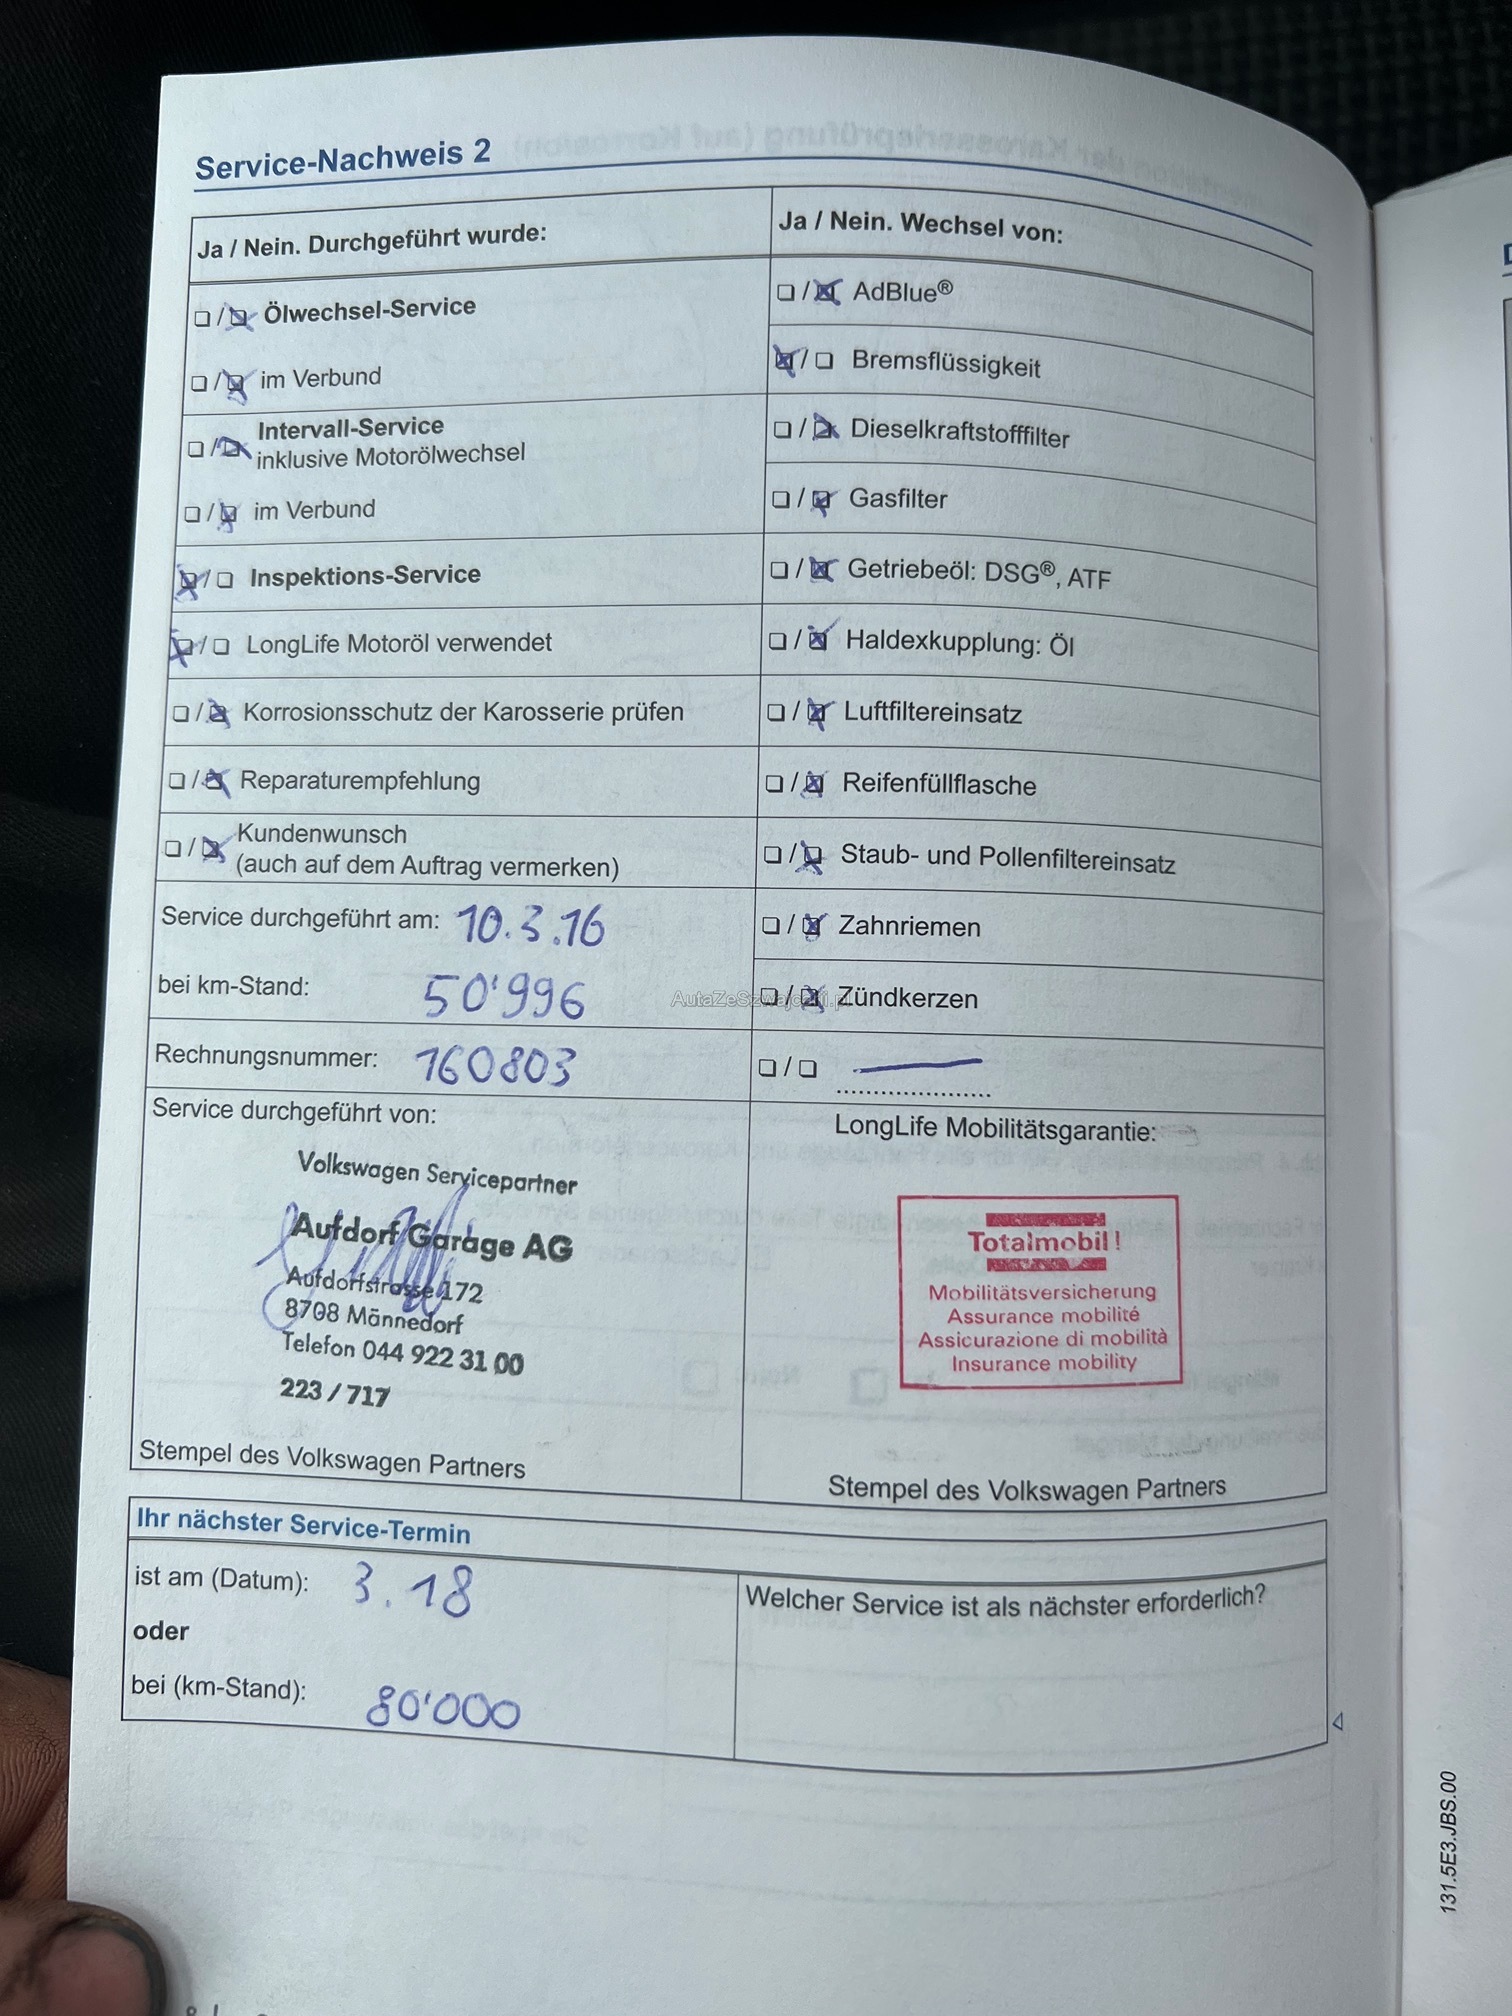 Service-Nachweis 2
Ja / Nein. Durchgeführt wurde:
☐ / ☒ Ölwechsel-Service
☐ / ☒ im Verbund
☐ / ☒ Intervall-Service
inklusive Motorölwechsel
☐ / ☒ im Verbund
☒ / ☐ Inspektions-Service
☒ / ☐ LongLife Motoröl verwendet
☐ / ☒ Korrosionsschutz der Karosserie prüfen
☐ / ☒ Reparaturempfehlung
☐ / ☒ Kundenwunsch
(auch auf dem Auftrag vermerken)
Service durchgeführt am: 10.3.16
bei km-Stand: 50'996
Rechnungsnummer: 160803
Service durchgeführt von:
Volkswagen Servicepartner
Aufdorf Garage AG
Aufdorfstrasse 172
8708 Männedorf
Telefon 044 922 31 00
223 / 717
Stempel des Volkswagen Partners
Ja / Nein. Wechsel von:
☐ / ☒ AdBlue®
☒ / ☐ Bremsflüssigkeit
☐ / ☒ Dieselkraftstofffilter
☐ / ☒ Gasfilter
☐ / ☒ Getriebeöl: DSG®, ATF
☐ / ☒ Haldexkupplung: Öl
☐ / ☒ Luftfiltereinsatz
☐ / ☒ Reifenfüllflasche
☐ / ☒ Staub- und Pollenfiltereinsatz
☐ / ☒ Zahnriemen
☐ / ☒ Zündkerzen
☐ / ☐ ......................
LongLife Mobilitätsgarantie:
Totalmobil!
Mobilitätsversicherung
Assurance mobilité
Assicurazione di mobilità
Insurance mobility
Stempel des Volkswagen Partners
Ihr nächster Service-Termin
ist am (Datum): 3.18
oder
bei (km-Stand): 80'000
Welcher Service ist als nächster erforderlich?
131.5E3.JBS.00
AutaZeSzwajcarii.pl